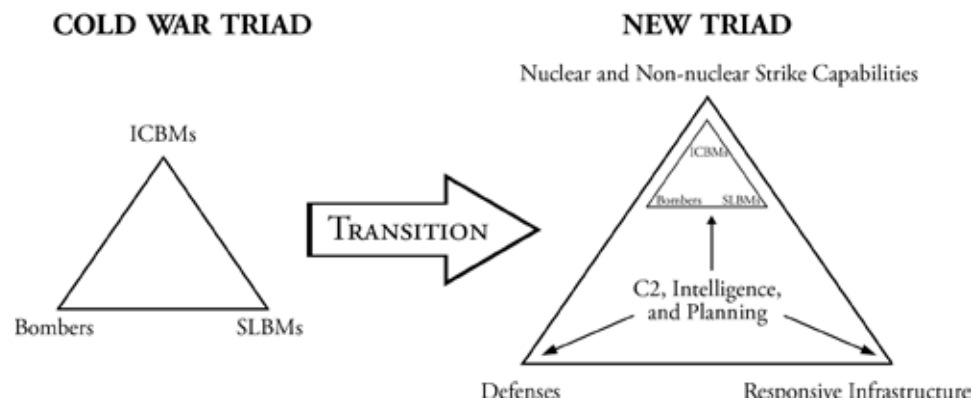 COLD WAR TRIAD
ICBMs
Bombers
SLBMs
TRANSITION
NEW TRIAD
Nuclear and Non-nuclear Strike Capabilities
ICBMs
Bombers
SLBMs
C2, Intelligence,
and Planning
Defenses
Responsive Infrastructure